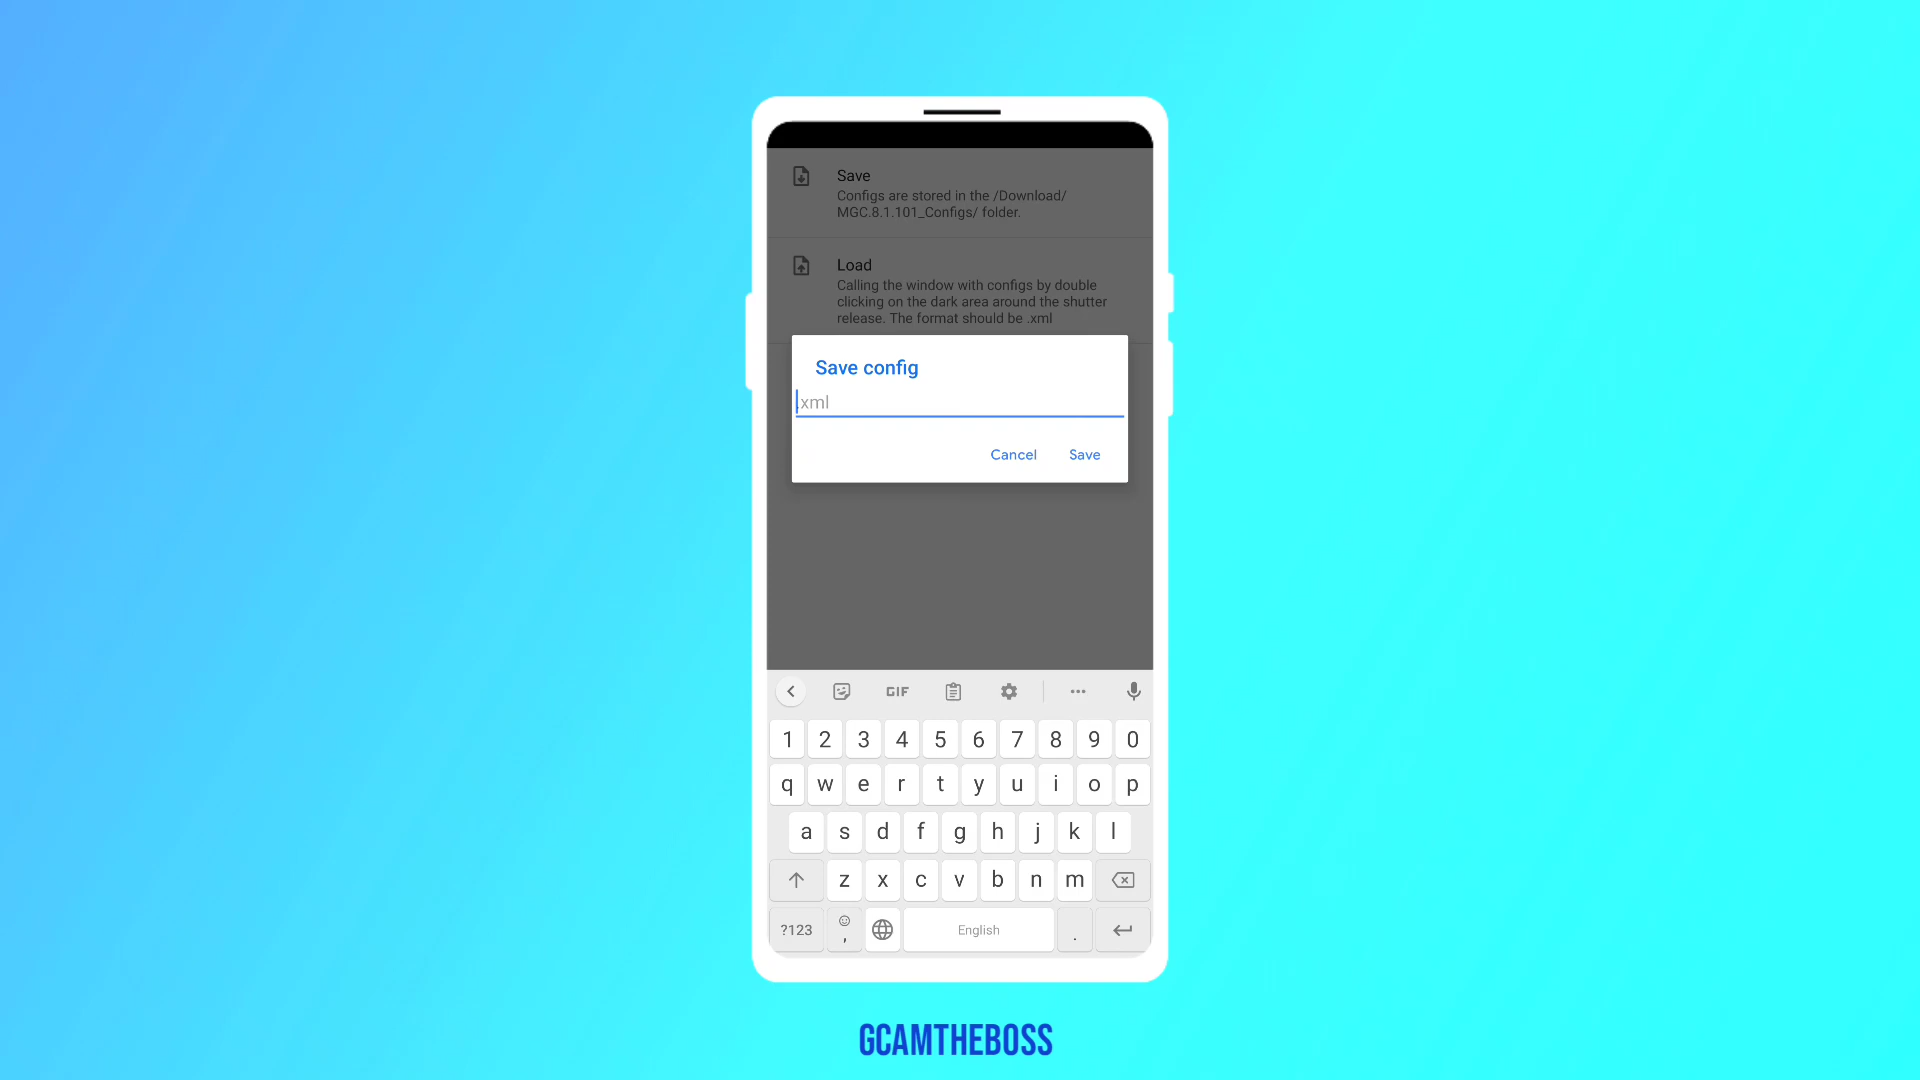 Save
Configs are stored in the /Download/
MGC.8.1.101_Configs/ folder.
Load
Calling the window with configs by double
clicking on the dark area around the shutter
release. The format should be .xml
Save config
.xml
Cancel Save
GIF
1 2 3 4 5 6 7 8 9 0
q w e r t y u i o p
a s d f g h j k l
z x c v b n m
?123 , English .
GCAMTHEBOSS